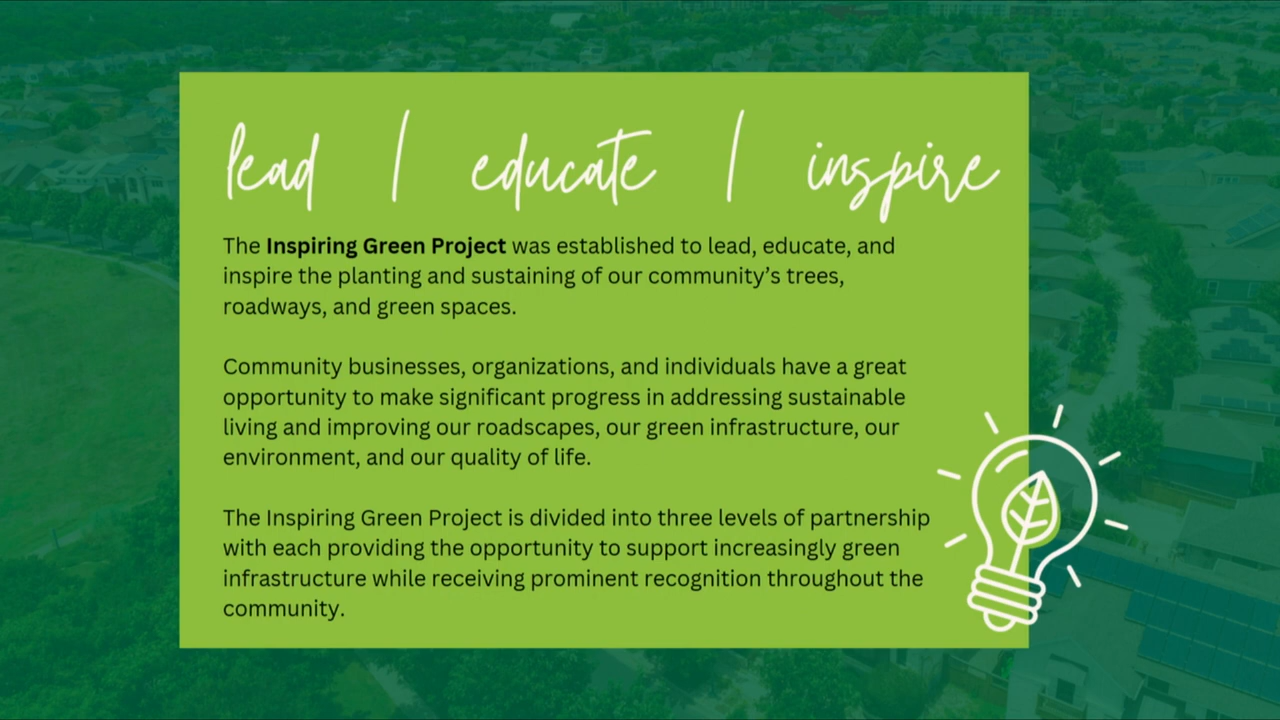 lead | educate | inspire
The Inspiring Green Project was established to lead, educate, and
inspire the planting and sustaining of our community’s trees,
roadways, and green spaces.
Community businesses, organizations, and individuals have a great
opportunity to make significant progress in addressing sustainable
living and improving our roadscapes, our green infrastructure, our
environment, and our quality of life.
The Inspiring Green Project is divided into three levels of partnership
with each providing the opportunity to support increasingly green
infrastructure while receiving prominent recognition throughout the
community.